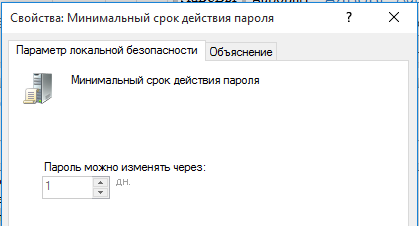 Свойства: Минимальный срок действия пароля
?
Параметр локальной безопасности
Объяснение
Минимальный срок действия пароля
Пароль можно изменять через:
1
дн.